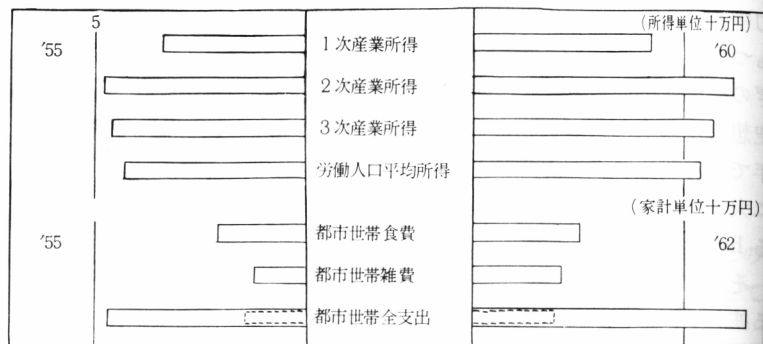 5
(所得単位十万円)
'55 1次産業所得 '60
2次産業所得
3次産業所得
労働人口平均所得
(家計単位十万円)
'55 都市世帯食費 '62
都市世帯雑費
都市世帯全支出